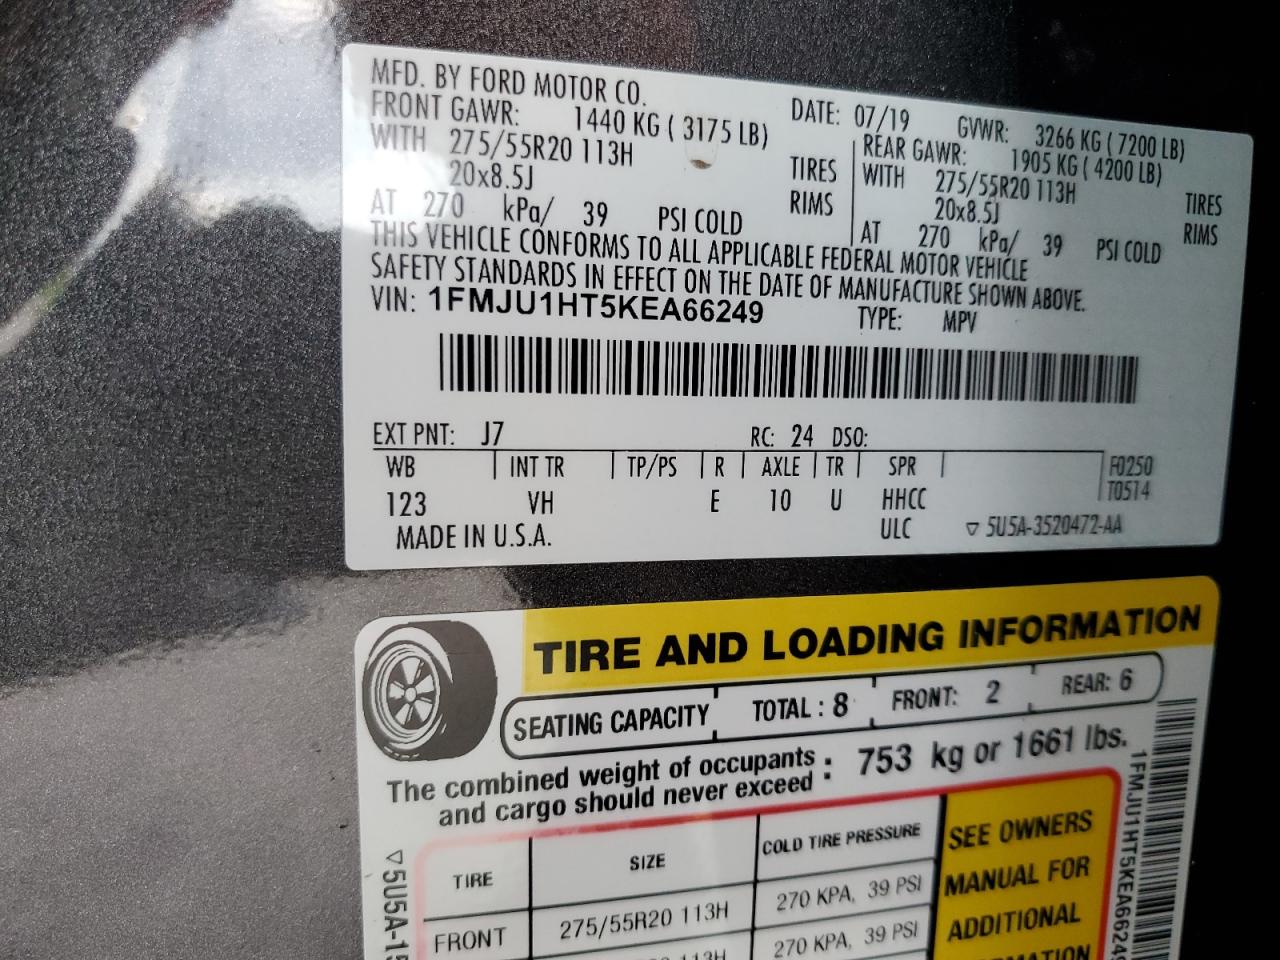 MFD. BY FORD MOTOR CO.
DATE: 07/19 GVWR: 3266 KG ( 7200 LB)
FRONT GAWR: 1440 KG ( 3175 LB) REAR GAWR: 1905 KG ( 4200 LB)
WITH 275/55R20 113H TIRES WITH 275/55R20 113H TIRES
20x8.5J RIMS 20x8.5J RIMS
AT 270 kPa/ 39 PSI COLD AT 270 kPa/ 39 PSI COLD
THIS VEHICLE CONFORMS TO ALL APPLICABLE FEDERAL MOTOR VEHICLE
SAFETY STANDARDS IN EFFECT ON THE DATE OF MANUFACTURE SHOWN ABOVE.
VIN: 1FMJU1HT5KEA66249 TYPE: MPV
EXT PNT: J7 RC: 24 DSO:
WB INT TR TP/PS R AXLE TR SPR F0250
123 VH E 10 U HHCC T0514
MADE IN U.S.A. ULC ▽ 5U5A-3520472-AA
TIRE AND LOADING INFORMATION
SEATING CAPACITY TOTAL : 8 FRONT: 2 REAR: 6
The combined weight of occupants
and cargo should never exceed : 753 kg or 1661 lbs.
TIRE SIZE COLD TIRE PRESSURE
FRONT 275/55R20 113H 270 KPA, 39 PSI
270 KPA, 39 PSI
SEE OWNERS
MANUAL FOR
ADDITIONAL
1FMJU1HT5KEA66249